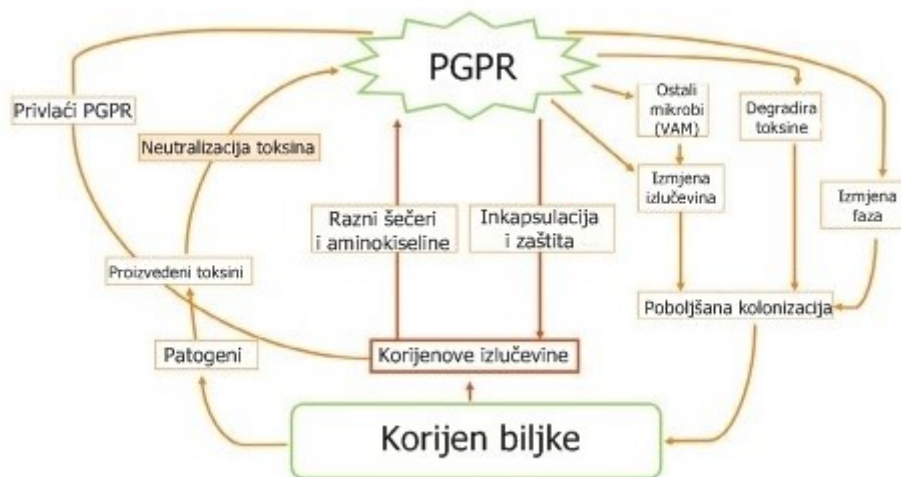 PGPR
Privlaći PGPR
Ostali
mikrobi
(VAM)
Degradira
toksine
Neutralizacija toksina
Izmjena
izlučevina
Izmjena
faza
Razni šečeri
i aminokiseline
Inkapsulacija
i zaštita
Proizvedeni toksini
Poboljšana kolonizacija
Patogeni
Korijenove izlučevine
Korijen biljke